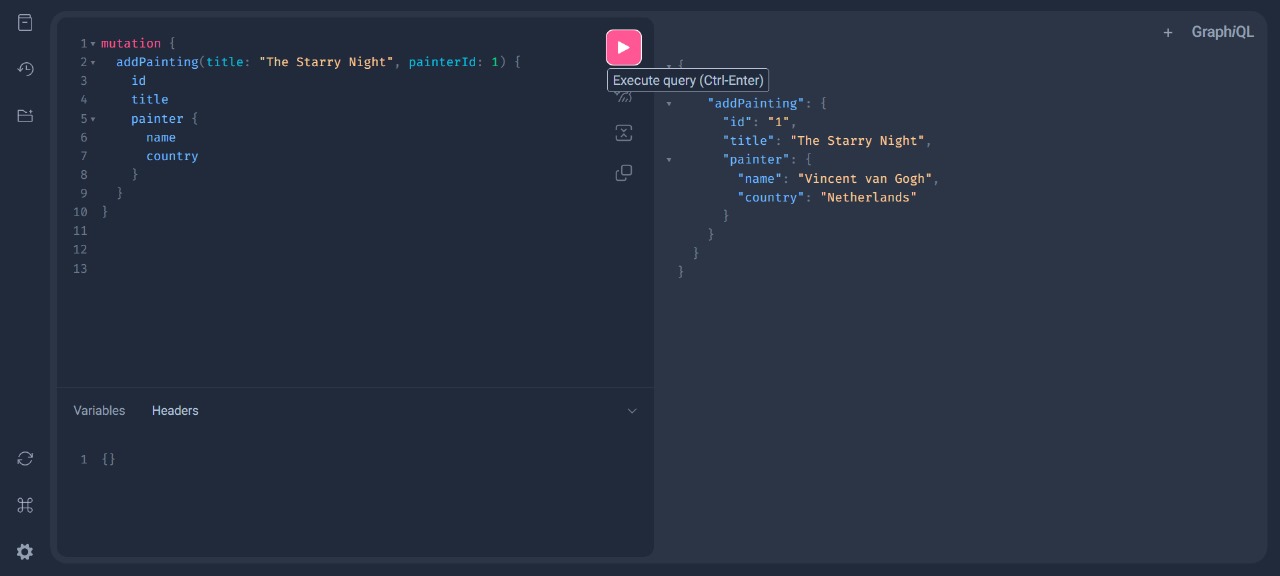 1 mutation {
2 addPainting(title: "The Starry Night", painterId: 1) {
3 id
4 title
5 painter {
6 name
7 country
8 }
9 }
10 }
11
12
13
Execute query (Ctrl-Enter)
Variables Headers
1 {}
+ GraphiQL
{
"addPainting": {
"id": "1",
"title": "The Starry Night",
"painter": {
"name": "Vincent van Gogh",
"country": "Netherlands"
}
}
}
}